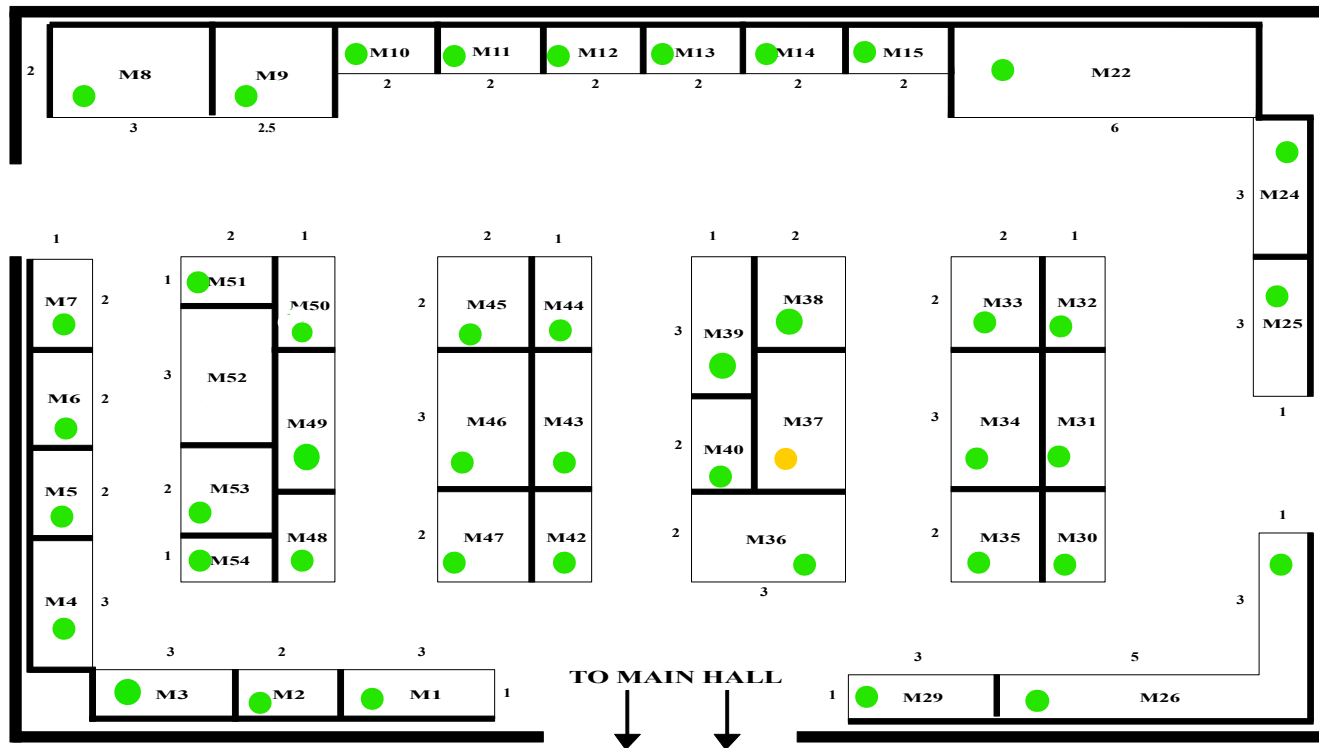 M10 M11 M12 M13 M14 M15
M8 M9 M22
2
2 2 2 2 2 2
3 2.5 6
3 M24
1 2 1 2 1 1 2 2 1
1 M51
M7 2 M50 2 M45 M44 M38 2 M33 M32
3 M25
3 M39
3 M52
M6 2
1
M49 3 M46 M43 M37 3 M34 M31
2 M40
M5 2 2 M53
1
M48 2 M47 M42 2 M36 2 M35 M30
1 M54
3
M4 3
3
3 2 3 3 5
TO MAIN HALL
M3 M2 M1 1 1 M29 M26